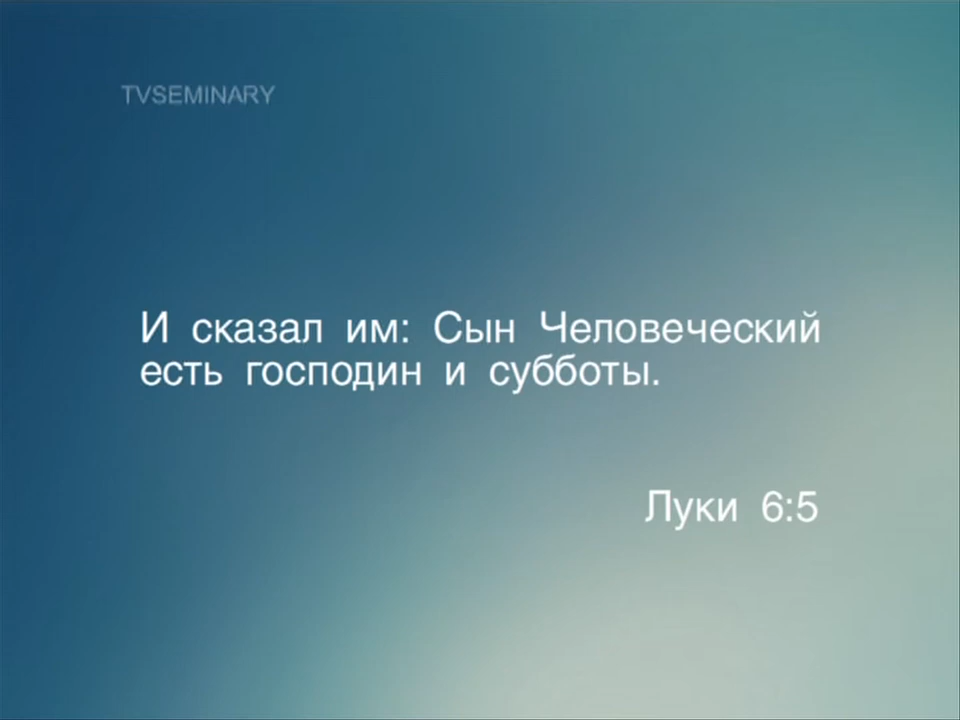 TVSEMINARY
И сказал им: Сын Человеческий
есть господин и субботы.
Луки 6:5